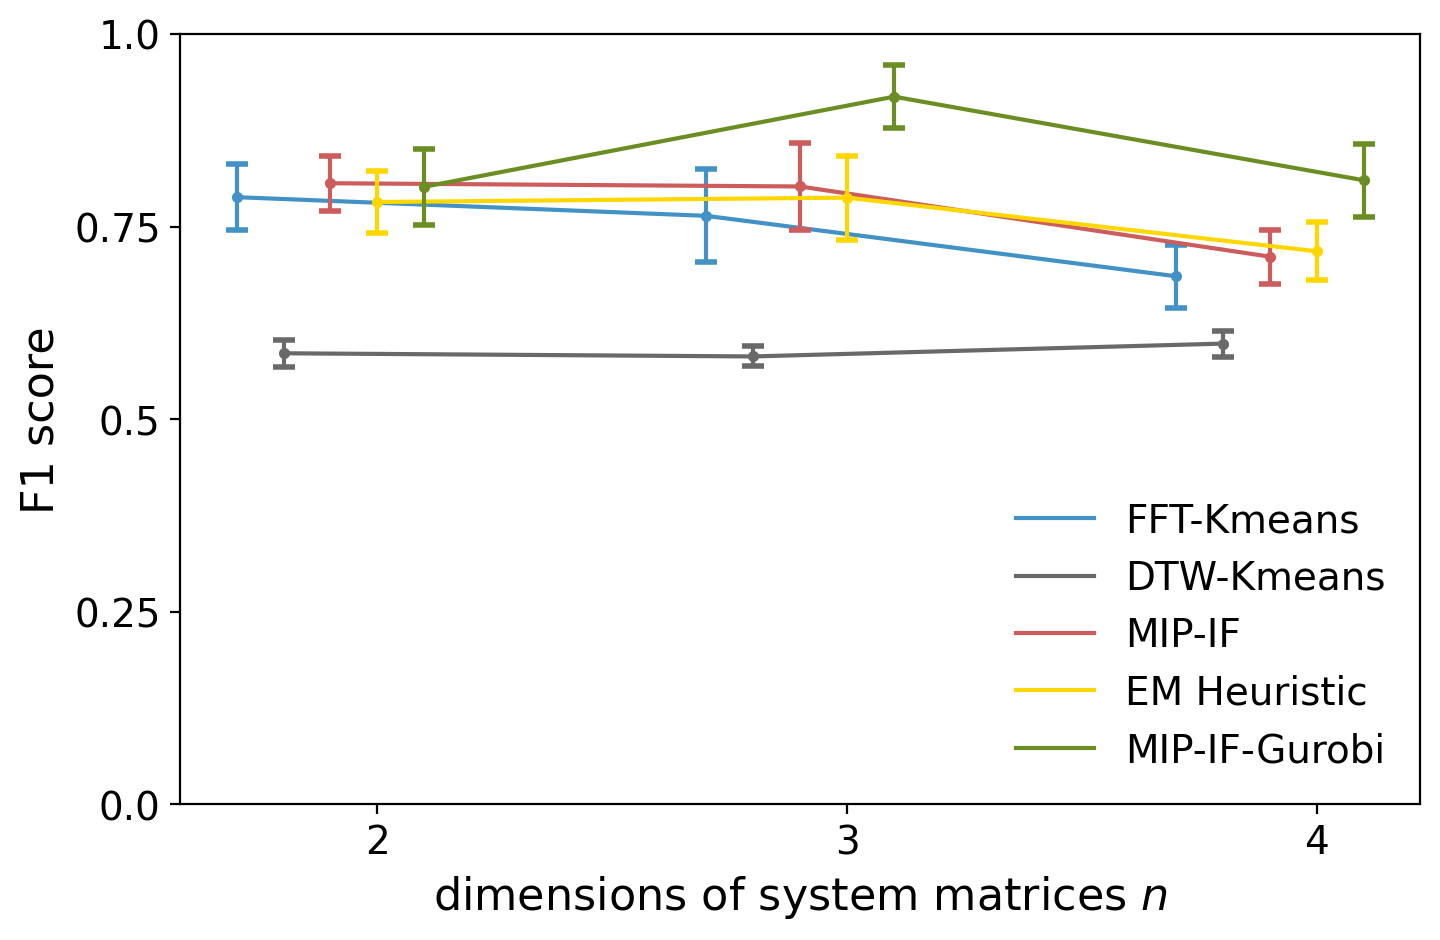 1.0
0.75
0.5
0.25
0.0
F1 score
2 3 4
dimensions of system matrices n
FFT-Kmeans
DTW-Kmeans
MIP-IF
EM Heuristic
MIP-IF-Gurobi